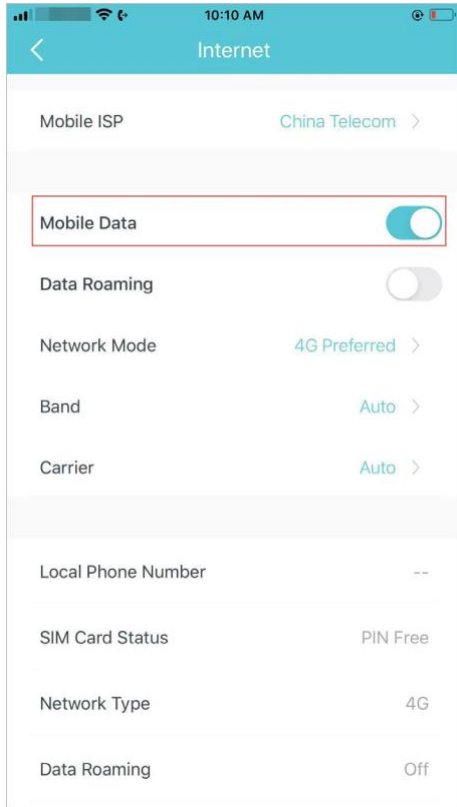 10:10 AM
Internet
Mobile ISP China Telecom
Mobile Data
Data Roaming
Network Mode 4G Preferred
Band Auto
Carrier Auto
Local Phone Number --
SIM Card Status PIN Free
Network Type 4G
Data Roaming Off